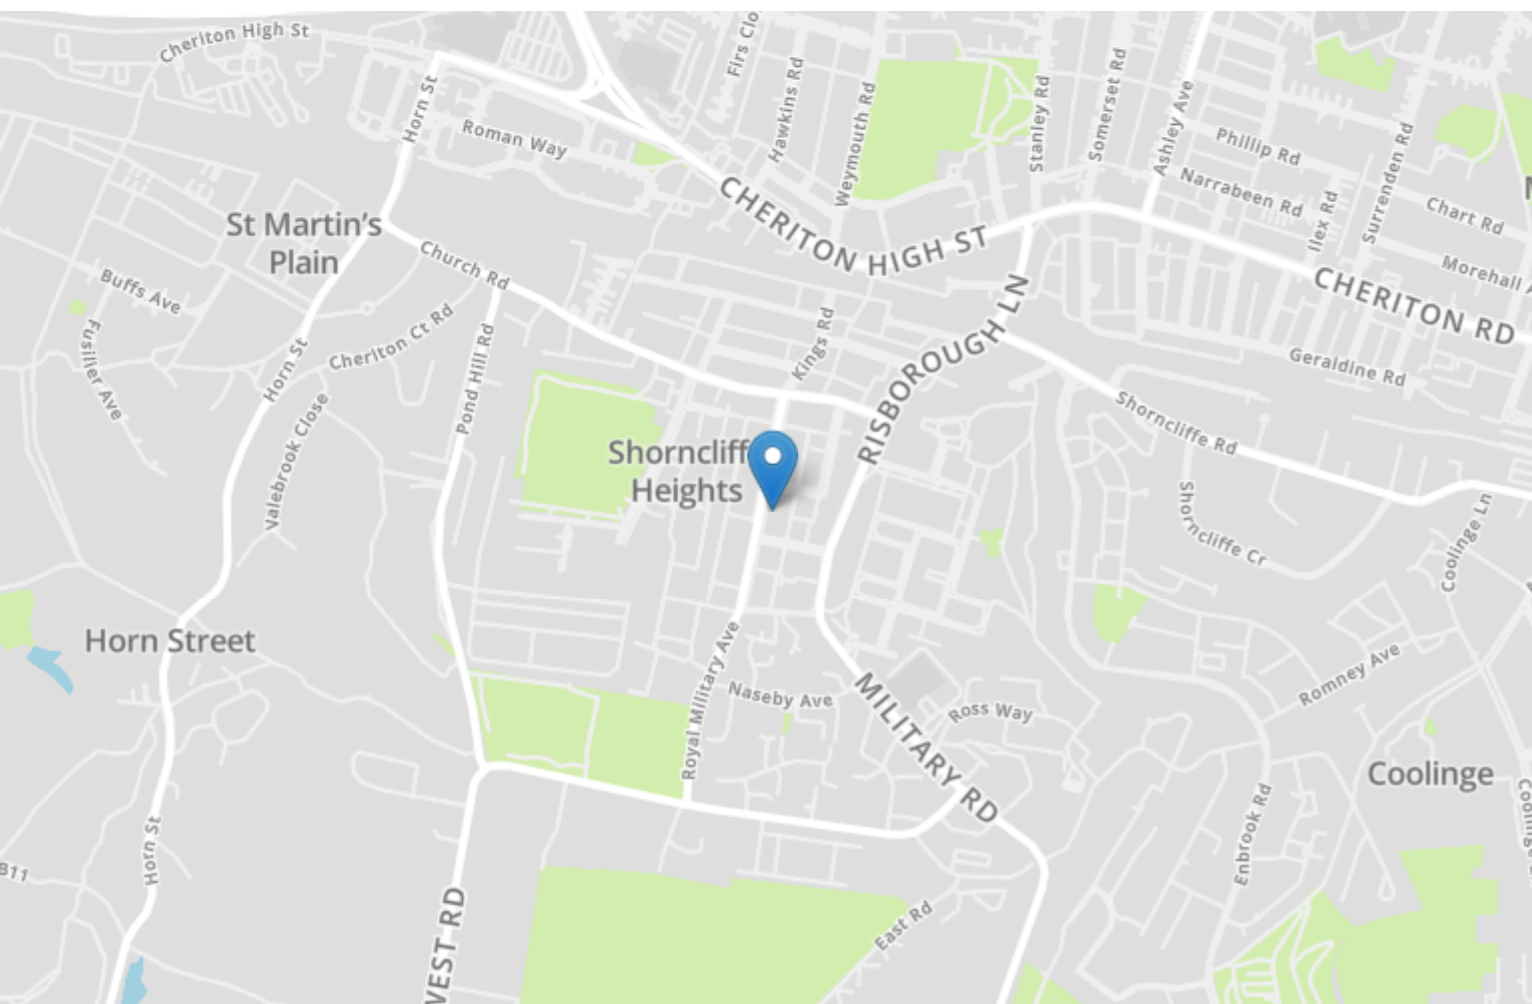 Cheriton High St
Firs Clo
Hawkins Rd
Weymouth Rd
Stanley Rd
Somerset Rd
Ashley Ave
Horn St
Roman Way
Phillip Rd
Surrenden Rd
Narrabeen Rd
Ilex Rd
Chart Rd
M
CHERITON HIGH ST
St Martin's
Plain
Church Rd
Morehall A
Buffs Ave
CHERITON RD
RISBOROUGH LN
Kings Rd
Cheriton Ct Rd
Fusilier Ave
Horn St
Pond Hill Rd
Geraldine Rd
Valebrook Close
Shorncliffe Rd
Shorncliff
Heights
Shorncliffe Cr
Coolinge Ln
Horn Street
Royal Military Ave
Naseby Ave
MILITARY RD
Ross Way
Romney Ave
Coolinge
Enbrook Rd
Horn St
B11
WEST RD
East Rd